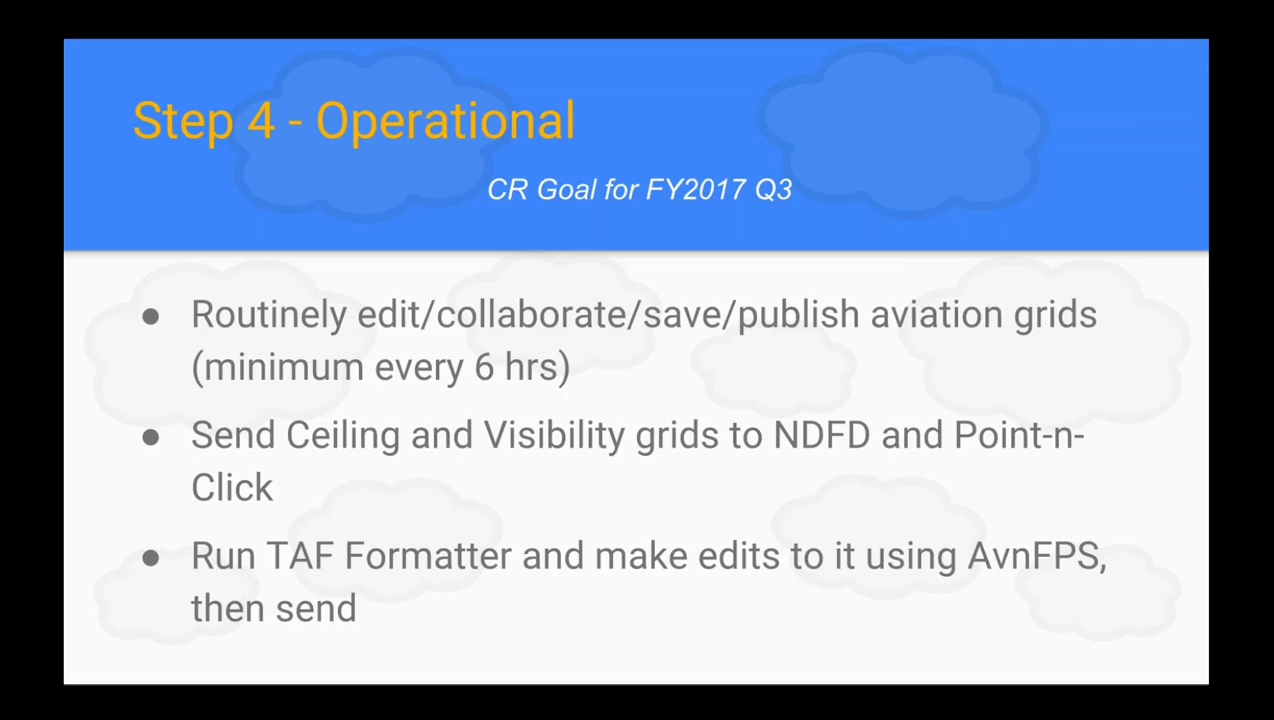 Step 4 - Operational
CR Goal for FY2017 Q3
● Routinely edit/collaborate/save/publish aviation grids
(minimum every 6 hrs)
● Send Ceiling and Visibility grids to NDFD and Point-n-
Click
● Run TAF Formatter and make edits to it using AvnFPS,
then send